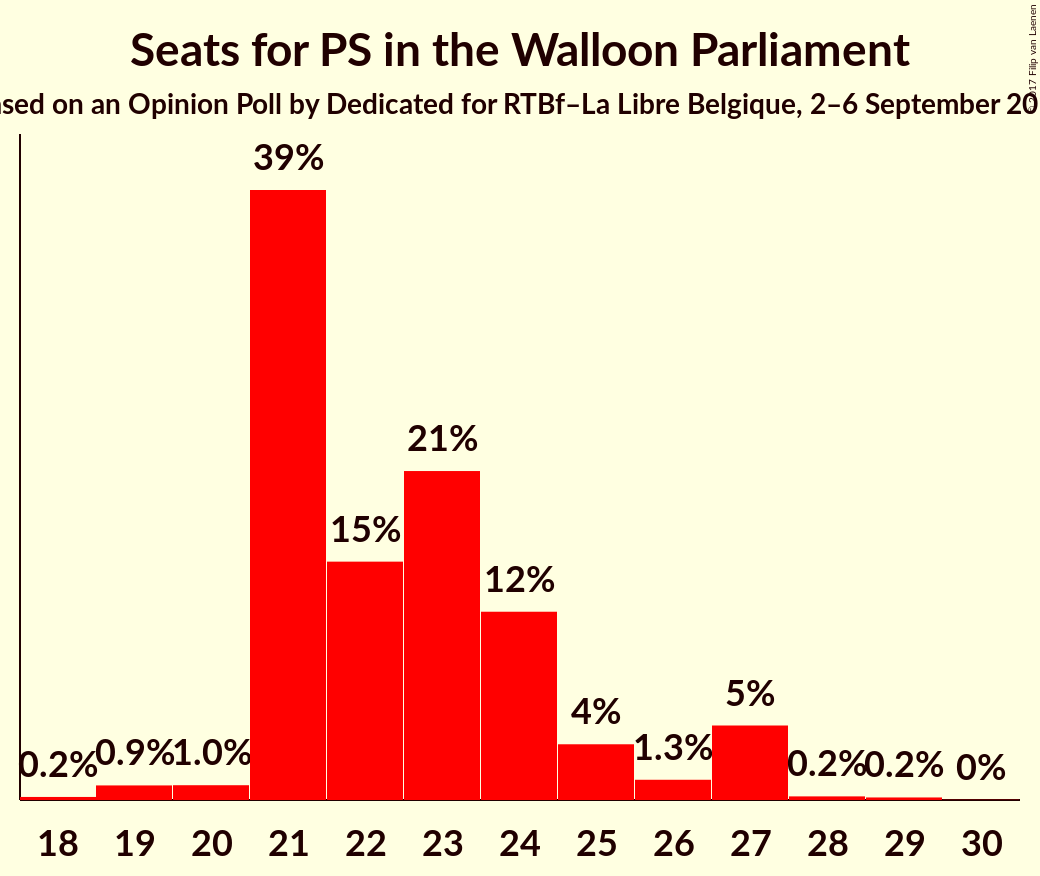 Seats for PS in the Walloon Parliament
on an Opinion Poll by Dedicated for RTBf–La Libre Belgique, 2–6 September
© 2017 Filip van Laenen
39%
21%
15%
12%
5%
4%
1.3%
0.2% 0.9% 1.0% 0.2% 0.2% 0%
18 19 20 21 22 23 24 25 26 27 28 29 30